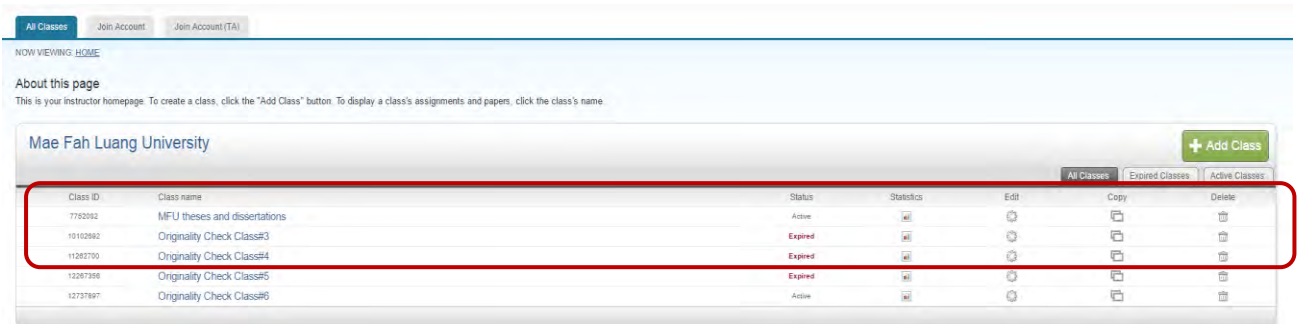 All Classes Join Account Join Account (TA)
NOW VIEWING: HOME
About this page
This is your instructor homepage. To create a class, click the "Add Class" button. To display a class's assignments and papers, click the class's name.
Mae Fah Luang University
Add Class
All Classes Expired Classes Active Classes
Class ID Class name Status Statistics Edit Copy Delete
MFU theses and dissertations Active
10102692 Originality Check Class#3 Expired
11262700 Originality Check Class#4 Expired
12267356 Originality Check Class#5 Expired
12737697 Originality Check Class#6 Active